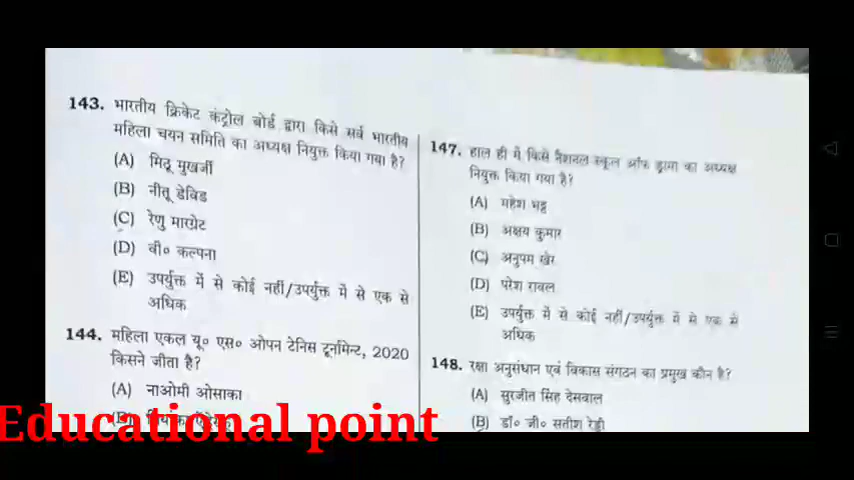 143. भारतीय क्रिकेट कंट्रोल बोर्ड द्वारा किसे सर्व भारतीय
महिला चयन समिति का अध्यक्ष नियुक्त किया गया है?
(A) मिठू मुखर्जी
(B) नीतू डेविड
(C) रेणु मारग्रेट
(D) वी० कल्पना
(E) उपर्युक्त में से कोई नहीं/उपर्युक्त में से एक से
अधिक
144. महिला एकल यू० एस० ओपन टेनिस टूर्नामेन्ट, 2020
किसने जीता है?
(A) नाओमी ओसाका
(B)
147. हाल ही में किसे नैशनल स्कूल ऑफ ड्रामा का अध्यक्ष
नियुक्त किया गया है?
(A) महेश भट्ट
(B) अक्षय कुमार
(C) अनुपम खेर
(D) परेश रावल
(E) उपर्युक्त में से कोई नहीं/उपर्युक्त में से एक से
अधिक
148. रक्षा अनुसंधान एवं विकास संगठन का प्रमुख कौन है?
(A) सुरजीत सिंह देसवाल
(B) डॉ० जी० सतीश रेड्डी
Educational point